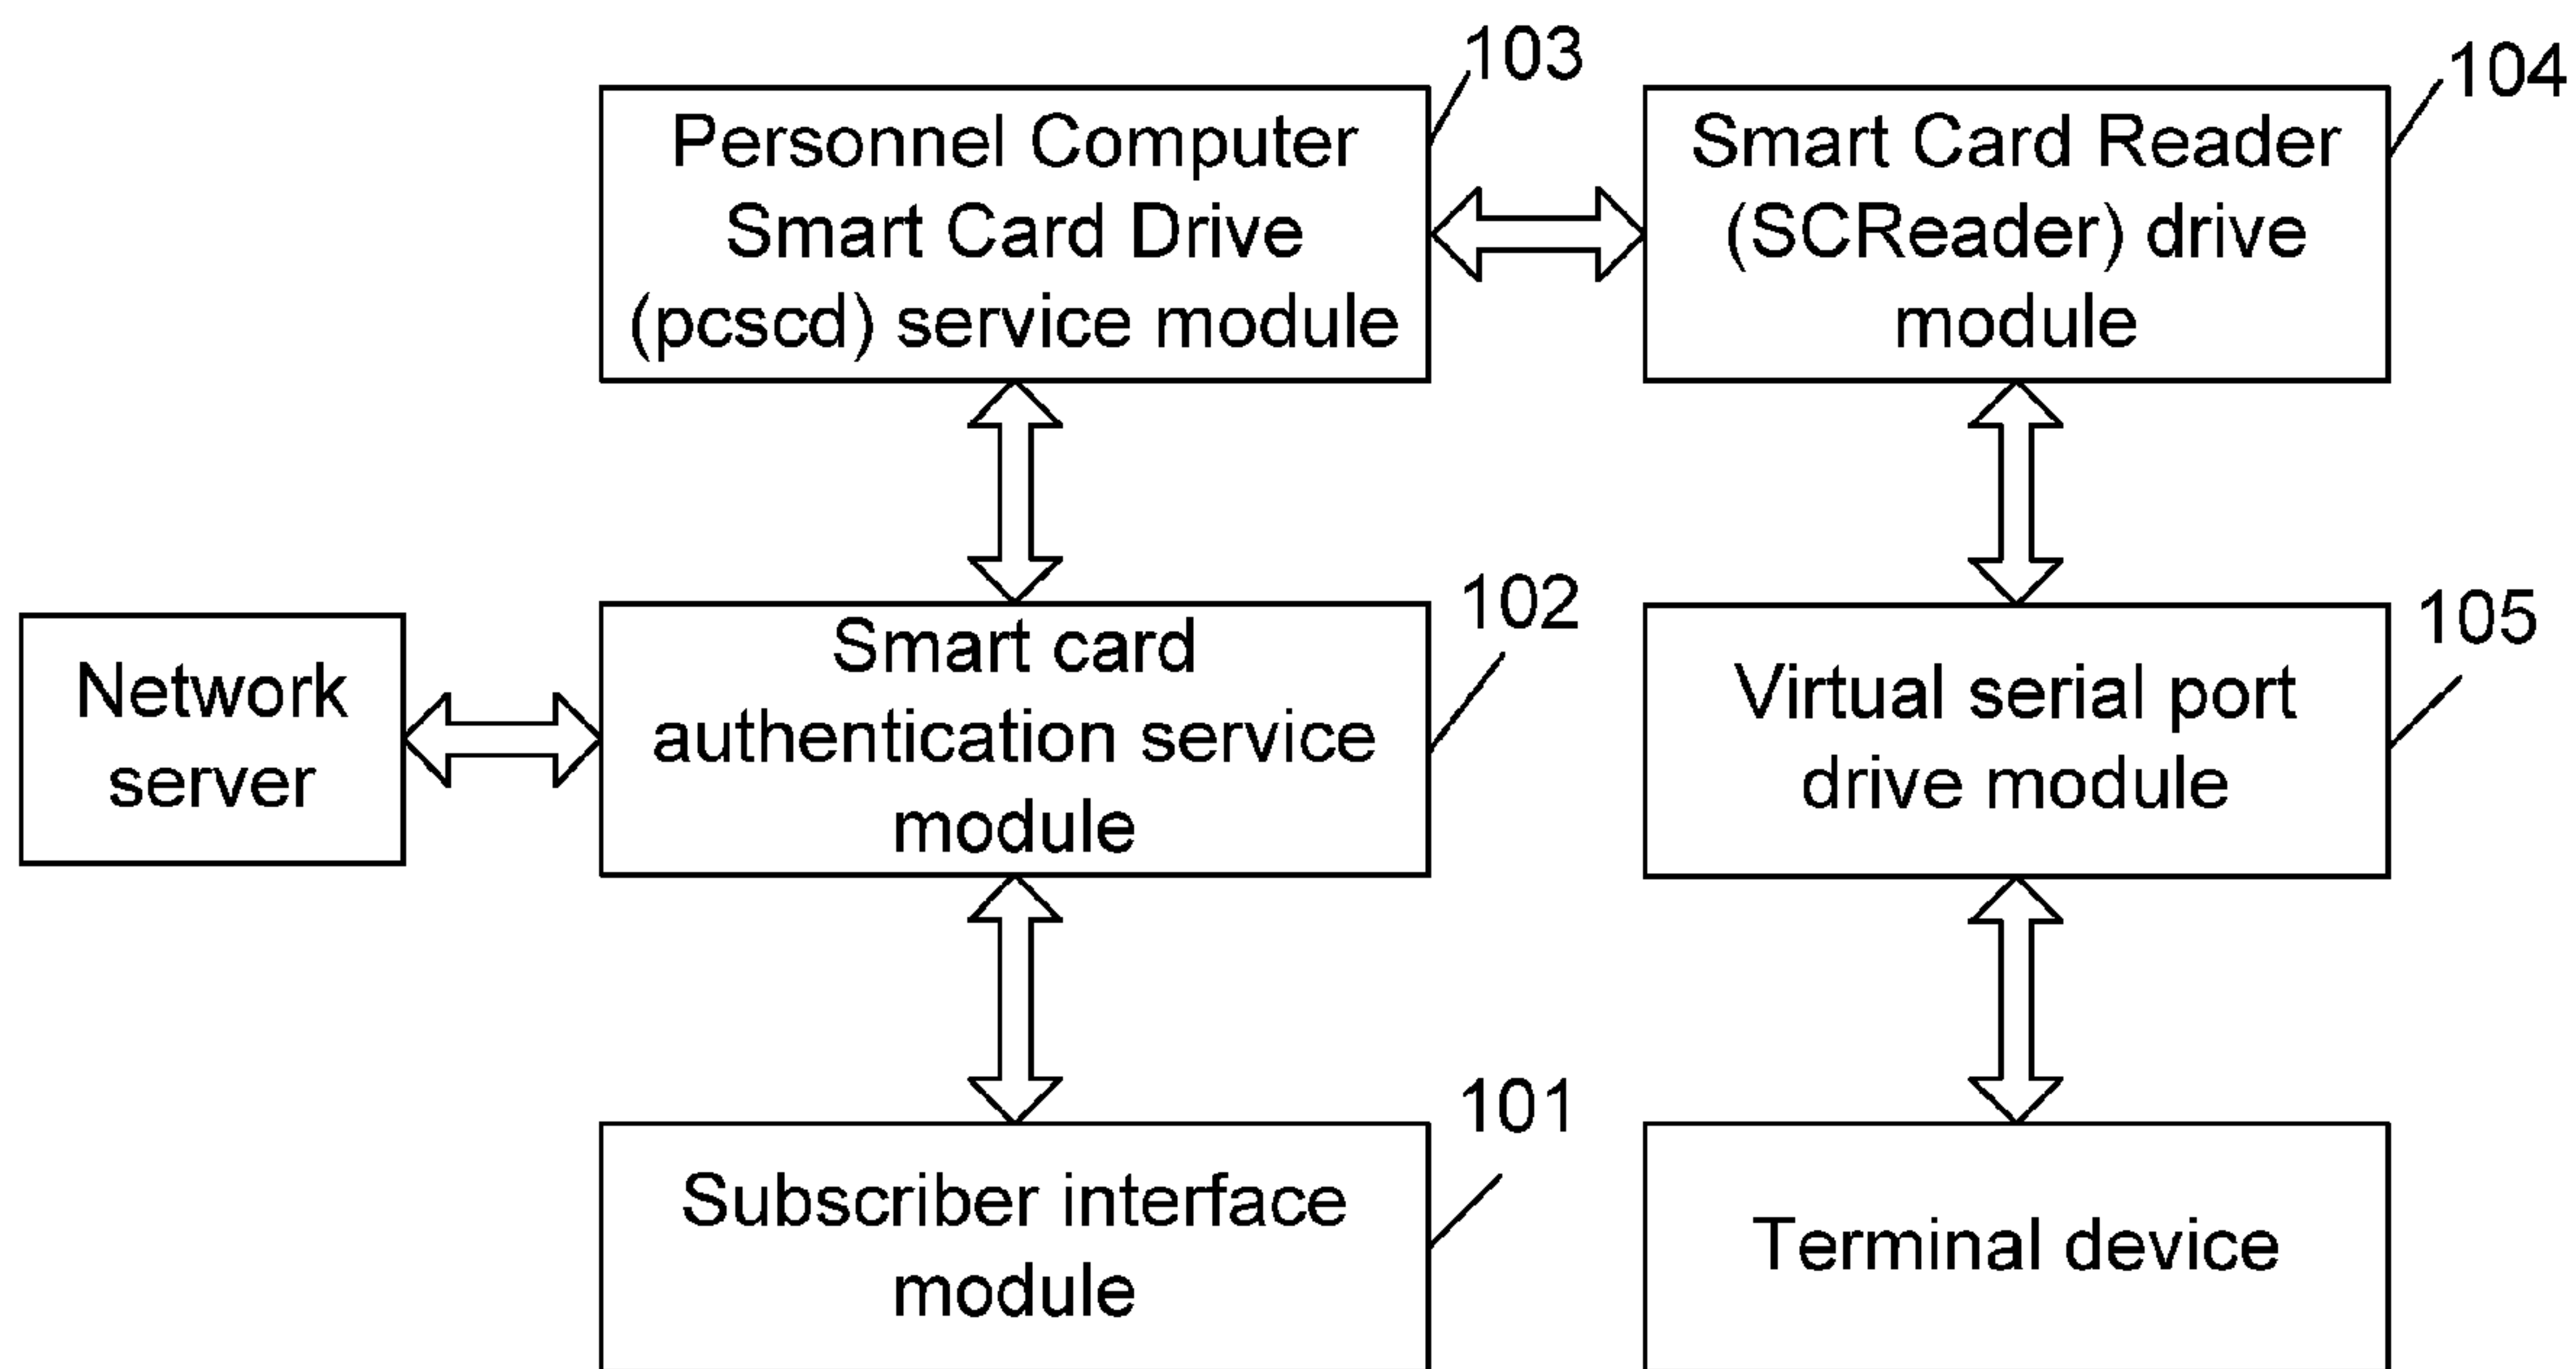 103
Personnel Computer
Smart Card Drive
(pcscd) service module
104
Smart Card Reader
(SCReader) drive
module
Network
server
102
Smart card
authentication service
module
105
Virtual serial port
drive module
101
Subscriber interface
module
Terminal device